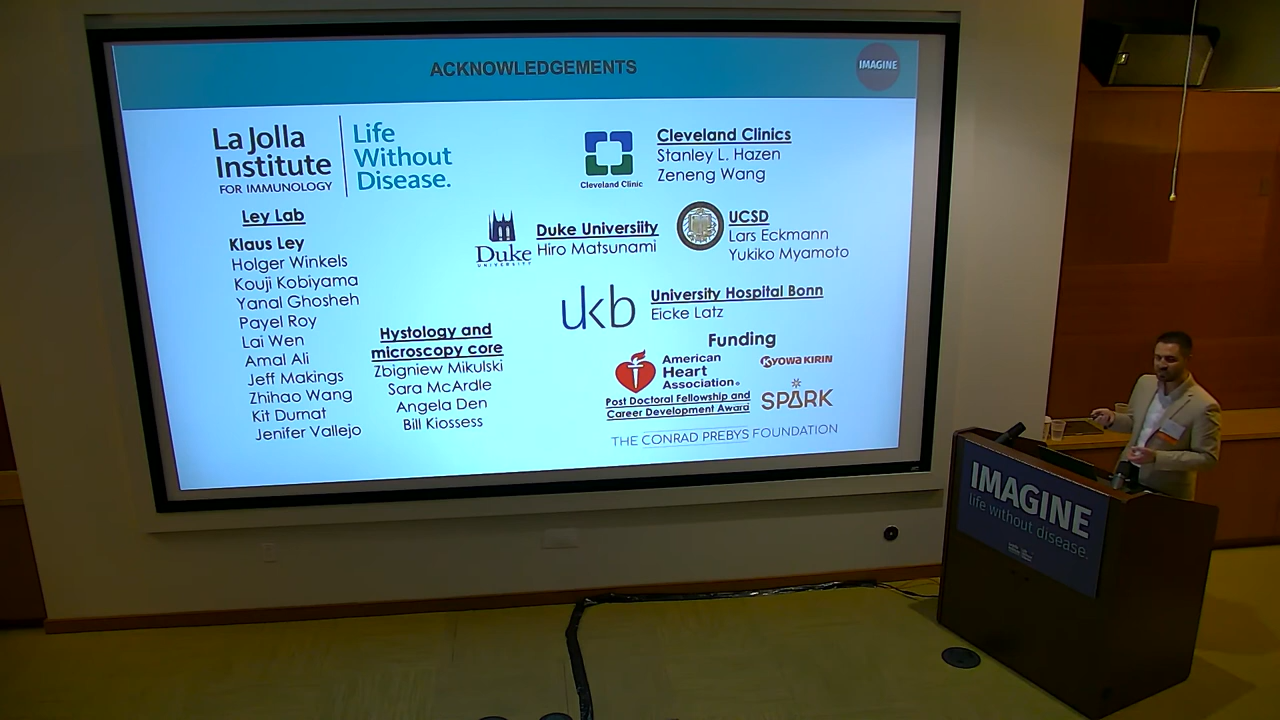 ACKNOWLEDGEMENTS
IMAGINE
La Jolla
Institute
FOR IMMUNOLOGY
Life
Without
Disease.
Ley Lab
Klaus Ley
Holger Winkels
Kouji Kobiyama
Yanal Ghosheh
Payel Roy
Lai Wen
Amal Ali
Jeff Makings
Zhihao Wang
Kit Durnat
Jenifer Vallejo
Hystology and
microscopy core
Zbigniew Mikulski
Sara McArdle
Angela Den
Bill Kiossess
Cleveland Clinic
Cleveland Clinics
Stanley L. Hazen
Zeneng Wang
Duke
UNIVERSITY
Duke Universiity
Hiro Matsunami
UCSD
Lars Eckmann
Yukiko Myamoto
ukb
University Hospital Bonn
Eicke Latz
Funding
American
Heart
Association.
Post Doctoral Fellowship and
Career Development Award
KYOWA KIRIN
SPARK
THE CONRAD PREBYS FOUNDATION
IMAGINE
life without disease.